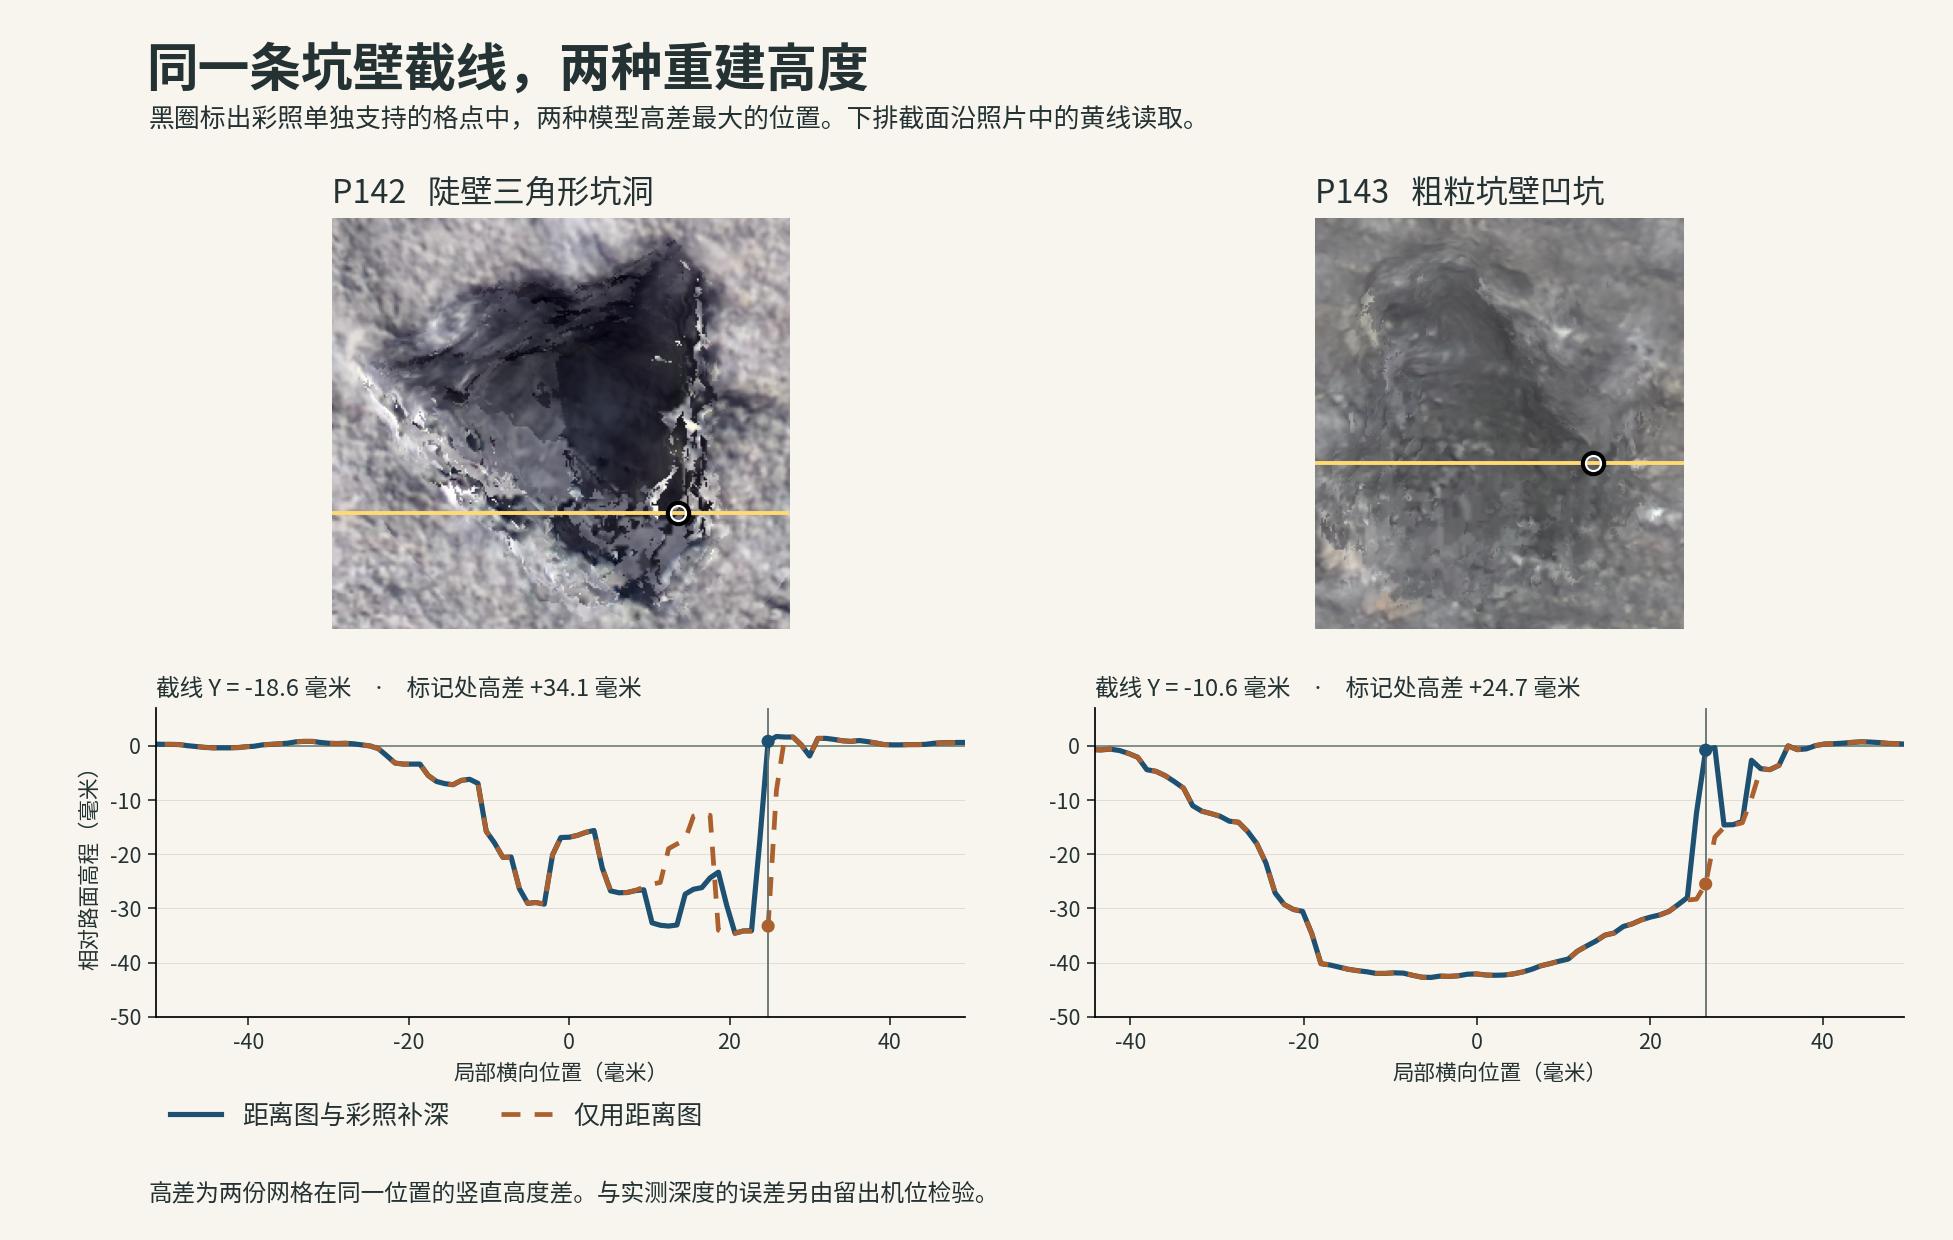 同一条坑壁截线，两种重建高度
黑圈标出彩照单独支持的格点中，两种模型高差最大的位置。下排截面沿照片中的黄线读取。
P142 陡壁三角形坑洞
P143 粗粒坑壁凹坑
截线 Y = -18.6 毫米 · 标记处高差 +34.1 毫米
相对路面高程（毫米）
0
-10
-20
-30
-40
-50
-40
-20
0
20
40
局部横向位置（毫米）
截线 Y = -10.6 毫米 · 标记处高差 +24.7 毫米
0
-10
-20
-30
-40
-50
-40
-20
0
20
40
局部横向位置（毫米）
距离图与彩照补深
仅用距离图
高差为两份网格在同一位置的竖直高度差。与实测深度的误差另由留出机位检验。